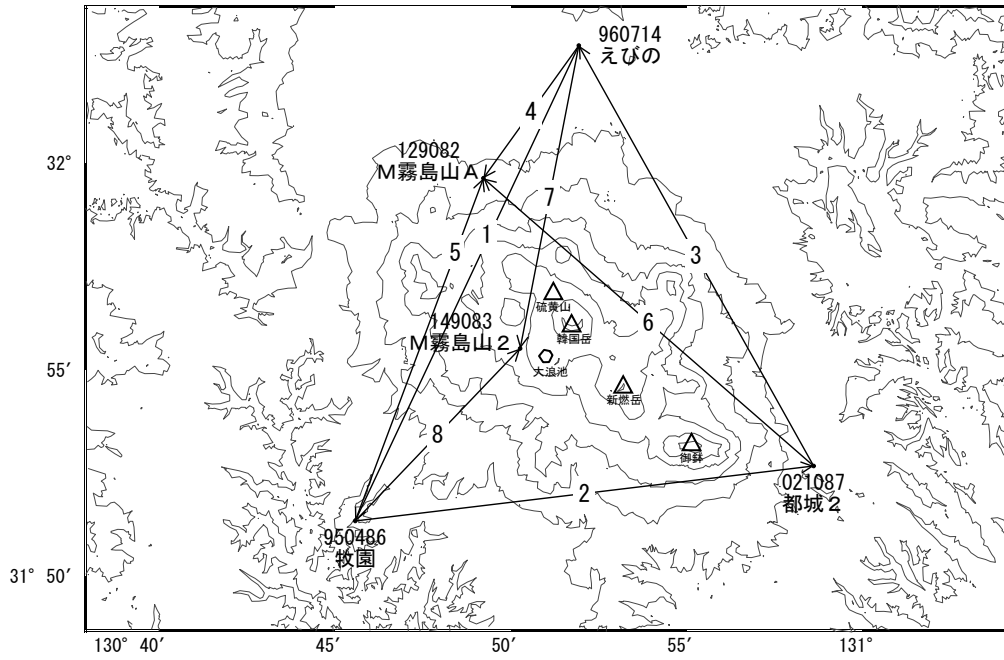 960714
えびの
4
129082
32°
M霧島山A
7
5
1
3
硫黄山
149083
6
韓国岳
M霧島山2
55′
大浪池
新燃岳
8
御鉢
021087
都城2
2
950486
牧園
31° 50′
130° 40′
45′
50′
55′
131°